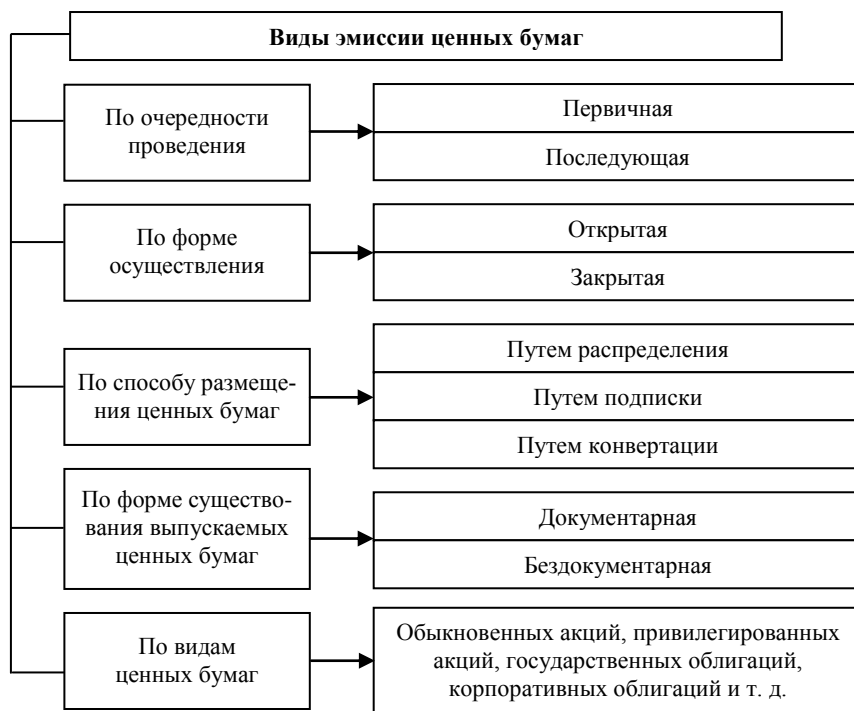 Виды эмиссии ценных бумаг
По очередности
проведения
Первичная
Последующая
По форме
осуществления
Открытая
Закрытая
По способу размеще-
ния ценных бумаг
Путем распределения
Путем подписки
Путем конвертации
По форме существо-
вания выпускаемых
ценных бумаг
Документарная
Бездокументарная
По видам
ценных бумаг
Обыкновенных акций, привилегированных
акций, государственных облигаций,
корпоративных облигаций и т. д.